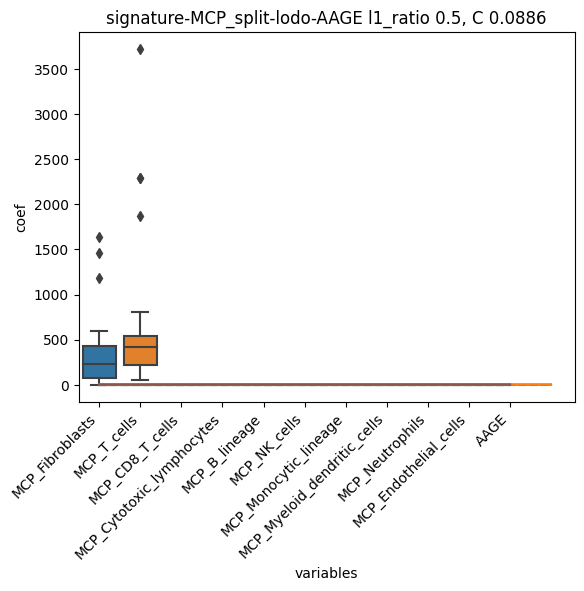 signature-MCP_split-lodo-AAGE l1_ratio 0.5, C 0.0886
3500
3000
2500
2000
1500
1000
500
0
coef
MCP_Fibroblasts
MCP_T_cells
MCP_CD8_T_cells
MCP_Cytotoxic_lymphocytes
MCP_B_lineage
MCP_NK_cells
MCP_Monocytic_lineage
MCP_Myeloid_dendritic_cells
MCP_Neutrophils
MCP_Endothelial_cells
AAGE
variables